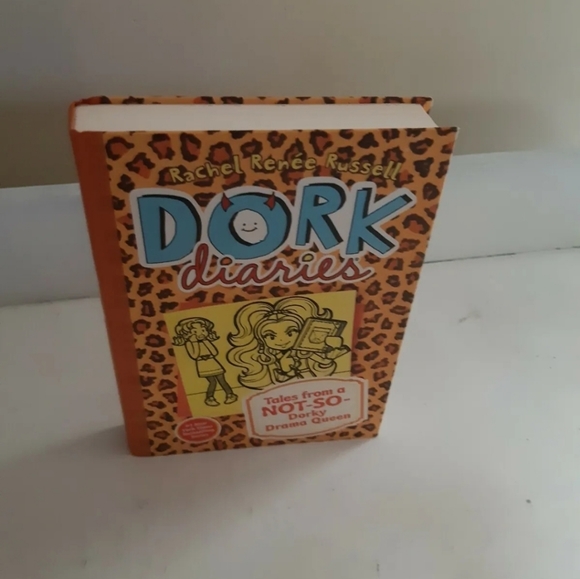 Rachel Renée Russell
DORK
diaries
Tales from a
NOT-SO-
Dorky
Drama Queen